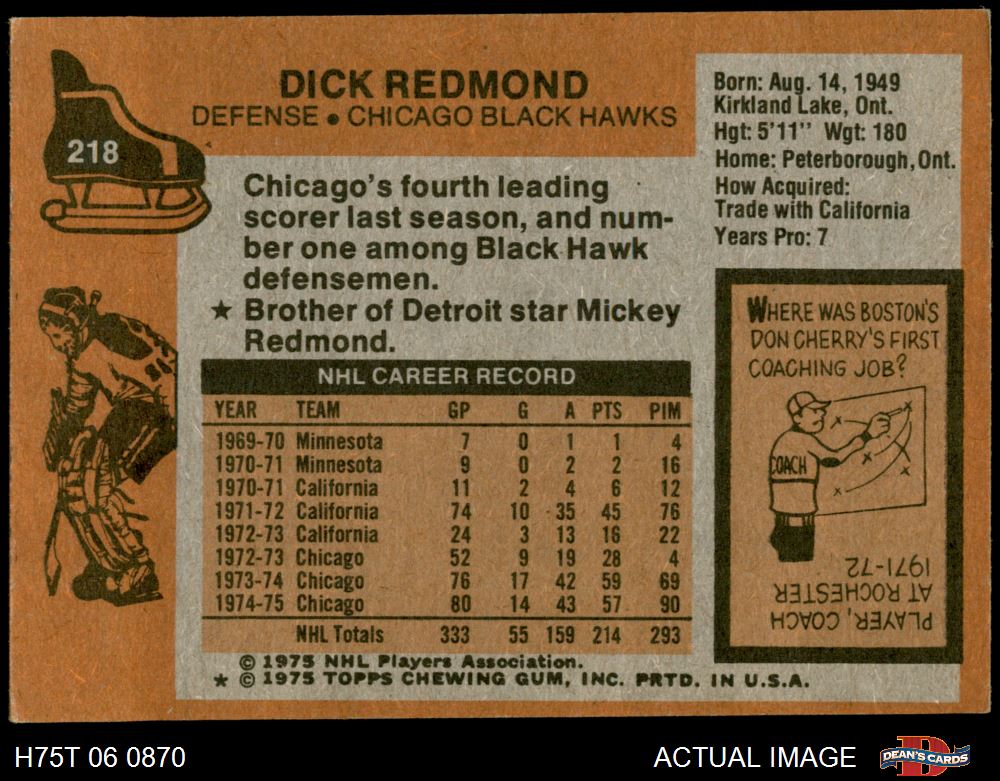 218
DICK REDMOND
DEFENSE • CHICAGO BLACK HAWKS
Chicago's fourth leading
scorer last season, and num-
ber one among Black Hawk
defensemen.
★ Brother of Detroit star Mickey
Redmond.
NHL CAREER RECORD
YEAR TEAM GP G A PTS PIM
1969-70 Minnesota 7 0 1 1 4
1970-71 Minnesota 9 0 2 2 16
1970-71 California 11 2 4 6 12
1971-72 California 74 10 35 45 76
1972-73 California 24 3 13 16 22
1972-73 Chicago 52 9 19 28 4
1973-74 Chicago 76 17 42 59 69
1974-75 Chicago 80 14 43 57 90
NHL Totals 333 55 159 214 293
© 1975 NHL Players Association.
★ © 1975 TOPPS CHEWING GUM, INC. PRTD. IN U.S.A.
Born: Aug. 14, 1949
Kirkland Lake, Ont.
Hgt: 5'11" Wgt: 180
Home: Peterborough, Ont.
How Acquired:
Trade with California
Years Pro: 7
WHERE WAS BOSTON'S
DON CHERRY'S FIRST
COACHING JOB?
COACH
PLAYER, COACH
AT ROCHESTER
1971-72
H75T 06 0870
ACTUAL IMAGE
DEAN'S CARDS